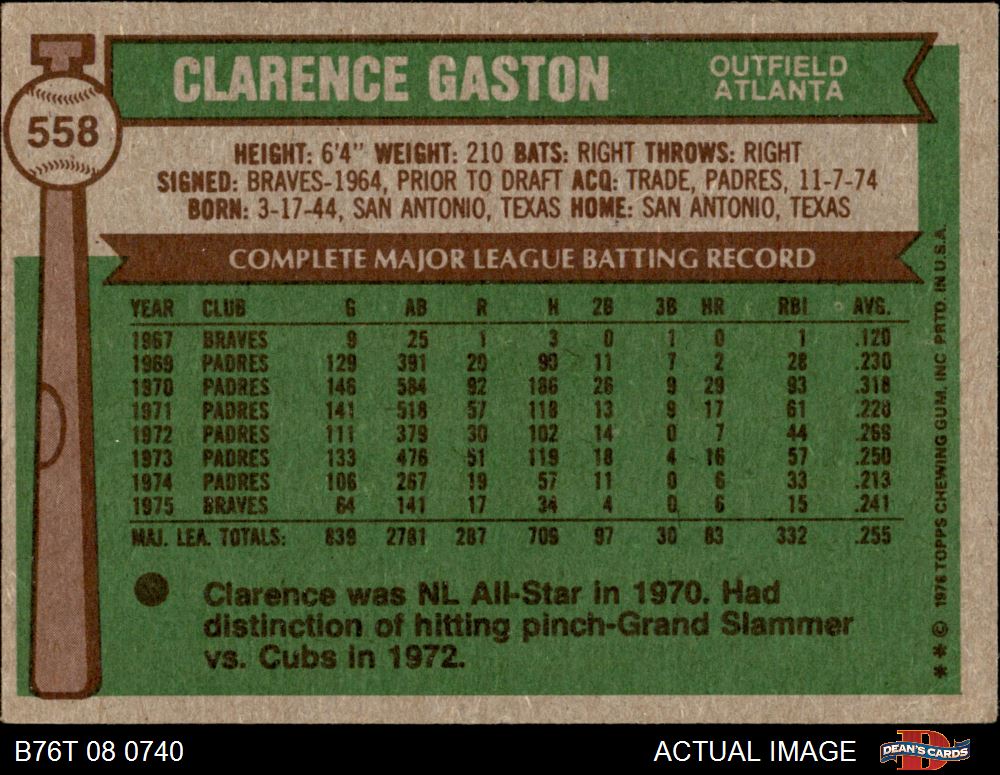 558
CLARENCE GASTON
OUTFIELD
ATLANTA
HEIGHT: 6'4" WEIGHT: 210 BATS: RIGHT THROWS: RIGHT
SIGNED: BRAVES-1964, PRIOR TO DRAFT ACQ: TRADE, PADRES, 11-7-74
BORN: 3-17-44, SAN ANTONIO, TEXAS HOME: SAN ANTONIO, TEXAS
COMPLETE MAJOR LEAGUE BATTING RECORD
YEAR CLUB G AB R H 2B 3B HR RBI AVG.
1967 BRAVES 9 25 1 3 0 1 0 1 .120
1969 PADRES 129 391 20 90 11 7 2 28 .230
1970 PADRES 146 584 92 186 26 9 29 93 .318
1971 PADRES 141 518 57 118 13 9 17 61 .228
1972 PADRES 111 379 30 102 14 0 7 44 .269
1973 PADRES 133 476 51 119 18 4 16 57 .250
1974 PADRES 106 267 19 57 11 0 6 33 .213
1975 BRAVES 64 141 17 34 4 0 6 15 .241
MAJ. LEA. TOTALS: 839 2781 287 709 97 30 83 332 .255
Clarence was NL All-Star in 1970. Had
distinction of hitting pinch-Grand Slammer
vs. Cubs in 1972.
* * © 1976 TOPPS CHEWING GUM, INC PRTD. IN U.S.A.
B76T 08 0740
ACTUAL IMAGE
DEAN'S CARDS